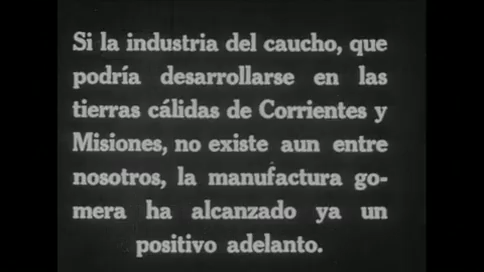 Si la industria del caucho, que
podría desarrollarse en las
tierras cálidas de Corrientes y
Misiones, no existe aun entre
nosotros, la manufactura go-
mera ha alcanzado ya un
positivo adelanto.